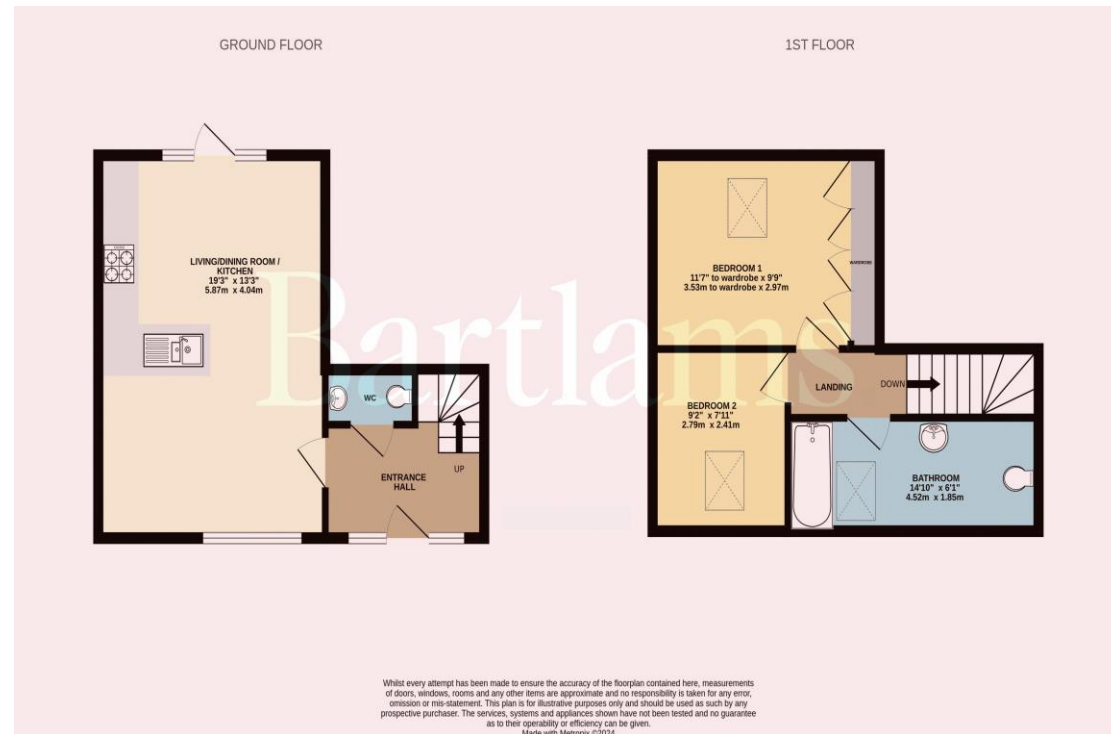 GROUND FLOOR
1ST FLOOR
LIVING/DINING ROOM /
KITCHEN
19'3" x 13'3"
5.87m x 4.04m
BEDROOM 1
11'7" to wardrobe x 9'9"
3.53m to wardrobe x 2.97m
WARDROBE
Bartlams
WC
UP
ENTRANCE
HALL
LANDING
DOWN
BEDROOM 2
9'2" x 7'11"
2.79m x 2.41m
BATHROOM
14'10" x 6'1"
4.52m x 1.85m
Whilst every attempt has been made to ensure the accuracy of the floorplan contained here, measurements
of doors, windows, rooms and any other items are approximate and no responsibility is taken for any error,
omission or mis-statement. This plan is for illustrative purposes only and should be used as such by any
prospective purchaser. The services, systems and appliances shown have not been tested and no guarantee
as to their operability or efficiency can be given.
Made with Metropix ©2024